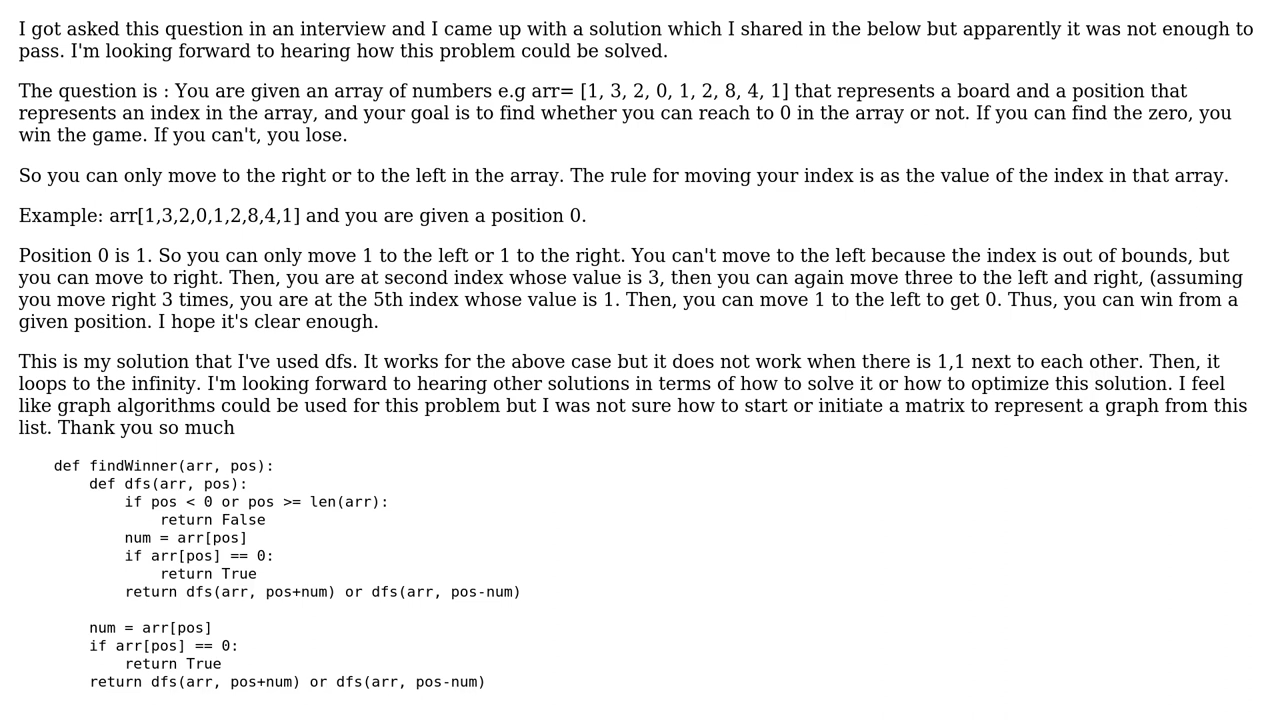 I got asked this question in an interview and I came up with a solution which I shared in the below but apparently it was not enough to
pass. I'm looking forward to hearing how this problem could be solved.
The question is : You are given an array of numbers e.g arr= [1, 3, 2, 0, 1, 2, 8, 4, 1] that represents a board and a position that
represents an index in the array, and your goal is to find whether you can reach to 0 in the array or not. If you can find the zero, you
win the game. If you can't, you lose.
So you can only move to the right or to the left in the array. The rule for moving your index is as the value of the index in that array.
Example: arr[1,3,2,0,1,2,8,4,1] and you are given a position 0.
Position 0 is 1. So you can only move 1 to the left or 1 to the right. You can't move to the left because the index is out of bounds, but
you can move to right. Then, you are at second index whose value is 3, then you can again move three to the left and right, (assuming
you move right 3 times, you are at the 5th index whose value is 1. Then, you can move 1 to the left to get 0. Thus, you can win from a
given position. I hope it's clear enough.
This is my solution that I've used dfs. It works for the above case but it does not work when there is 1,1 next to each other. Then, it
loops to the infinity. I'm looking forward to hearing other solutions in terms of how to solve it or how to optimize this solution. I feel
like graph algorithms could be used for this problem but I was not sure how to start or initiate a matrix to represent a graph from this
list. Thank you so much
def findWinner(arr, pos):
    def dfs(arr, pos):
        if pos < 0 or pos >= len(arr):
            return False
        num = arr[pos]
        if arr[pos] == 0:
            return True
        return dfs(arr, pos+num) or dfs(arr, pos-num)
    num = arr[pos]
    if arr[pos] == 0:
        return True
    return dfs(arr, pos+num) or dfs(arr, pos-num)